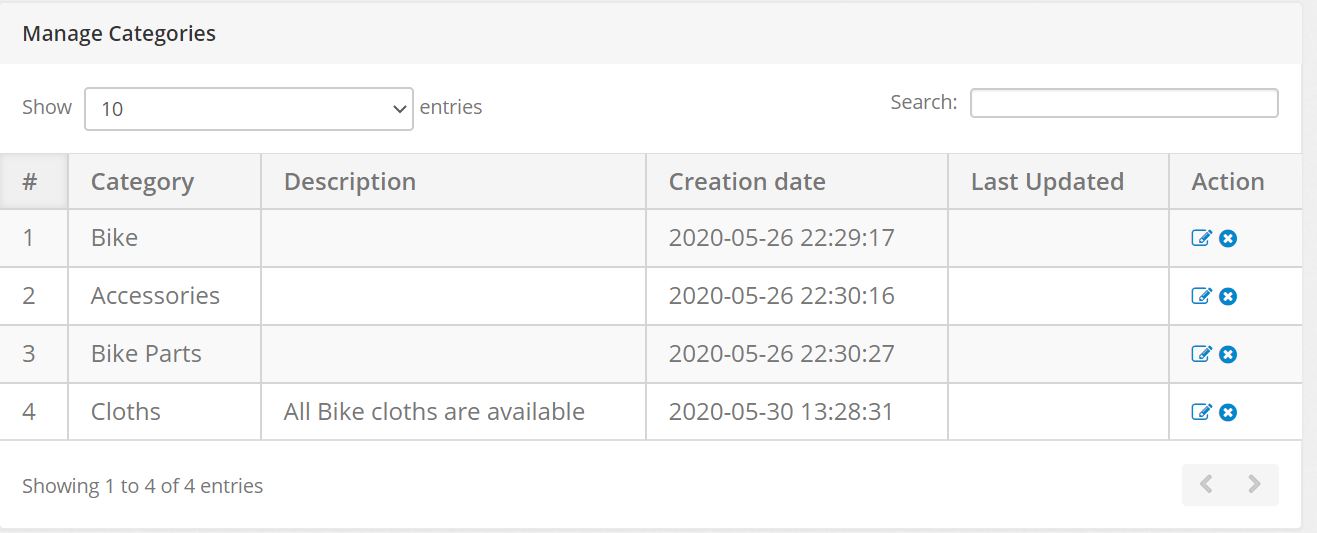 Manage Categories
Show 10 entries Search:
# Category Description Creation date Last Updated Action
1 Bike 2020-05-26 22:29:17
2 Accessories 2020-05-26 22:30:16
3 Bike Parts 2020-05-26 22:30:27
4 Cloths All Bike cloths are available 2020-05-30 13:28:31
Showing 1 to 4 of 4 entries